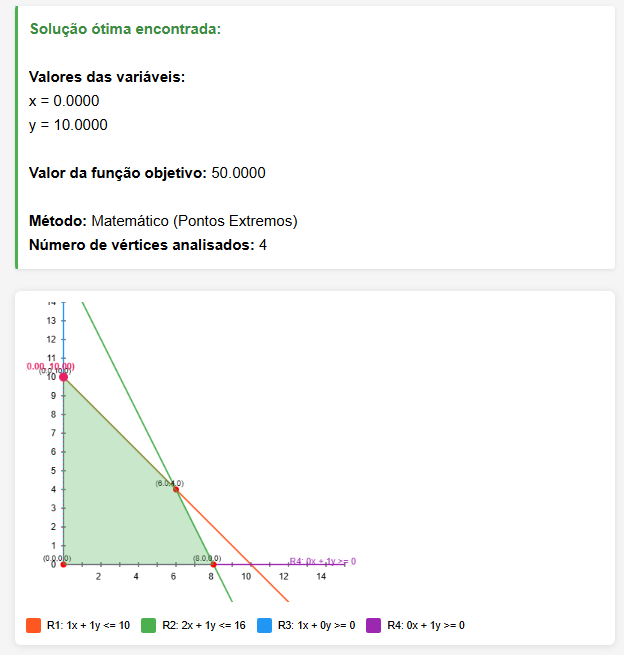 Solução ótima encontrada:
Valores das variáveis:
x = 0.0000
y = 10.0000
Valor da função objetivo: 50.0000
Método: Matemático (Pontos Extremos)
Número de vértices analisados: 4
14
13
12
11
0.00, 10.00)
10
9
8
7
6
5
(6.0,4.0)
4
3
2
1
(0.0,0.0)
(8.0,0.0)
R4: 0x + 1y >= 0
0
2
4
6
8
10
12
14
R1: 1x + 1y <= 10
R2: 2x + 1y <= 16
R3: 1x + 0y >= 0
R4: 0x + 1y >= 0